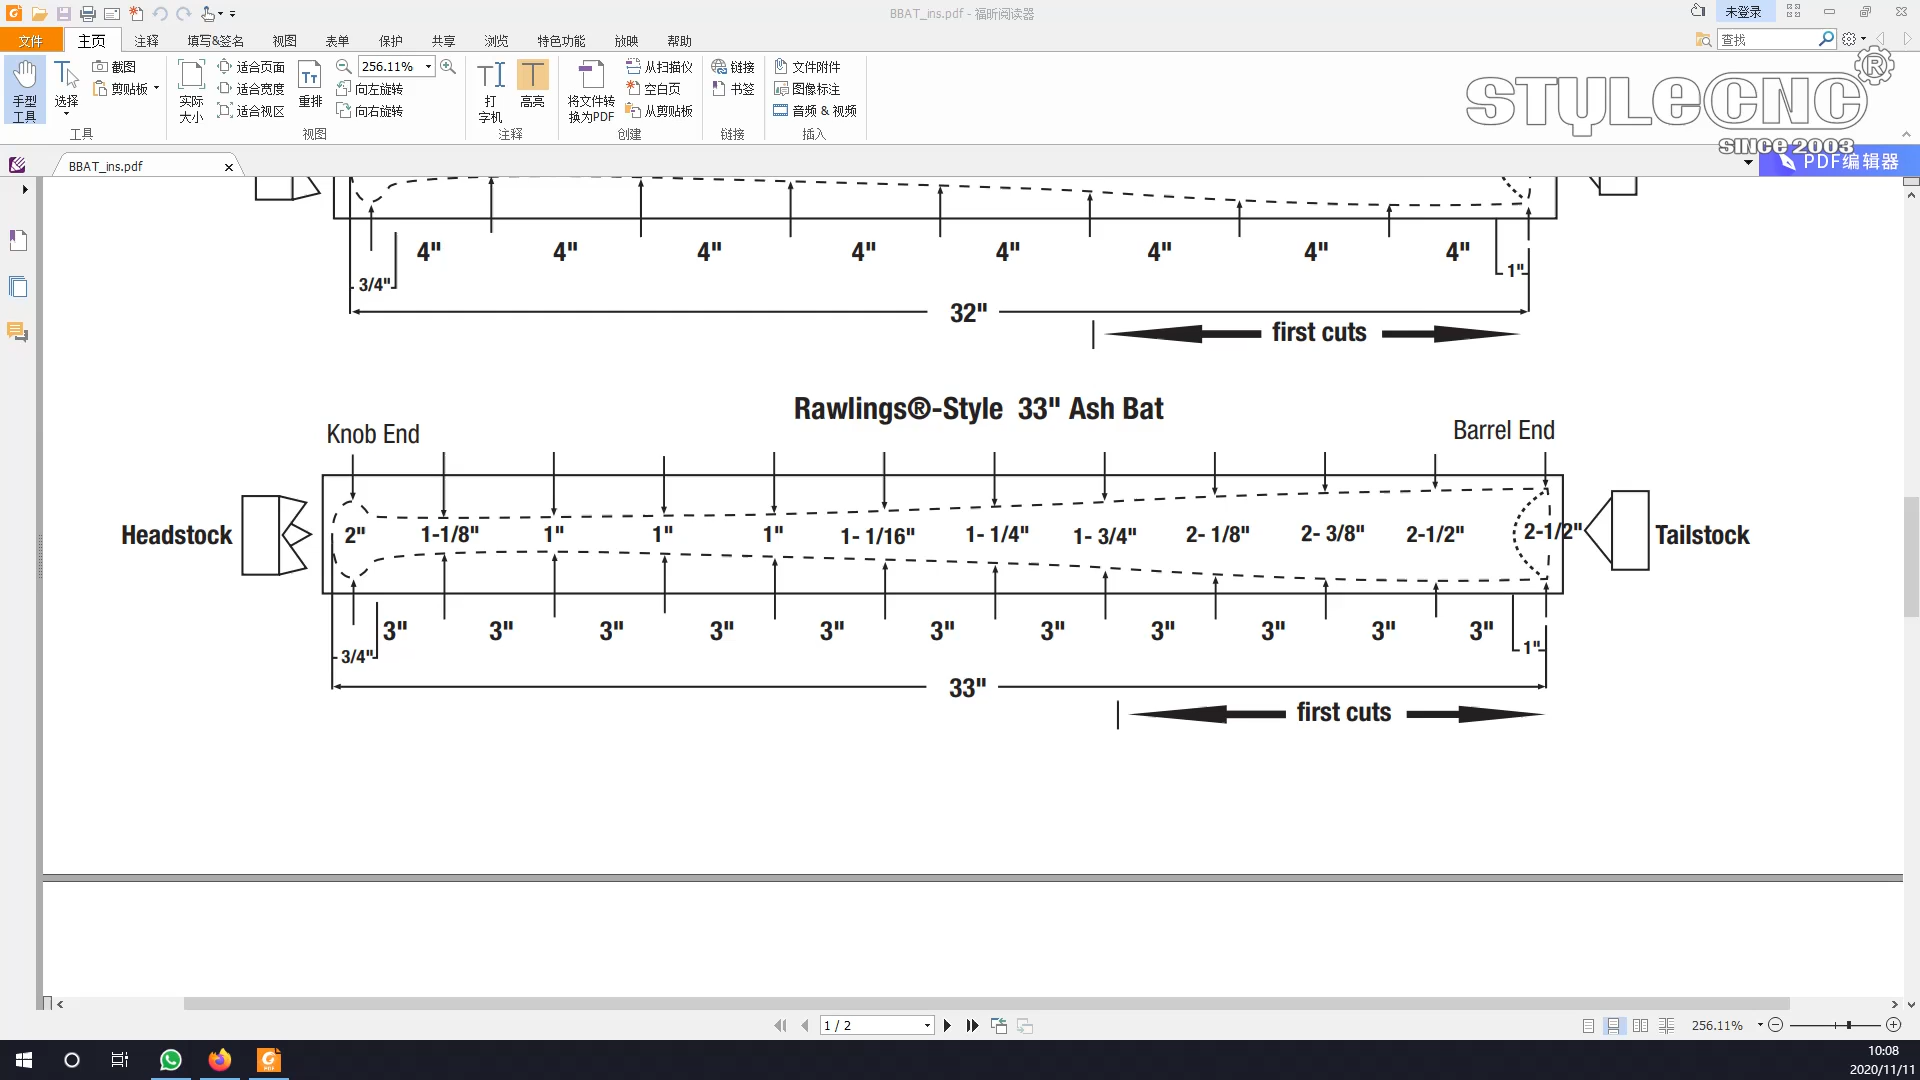 BBAT_ins.pdf - 福昕阅读器
未登录
文件 主页 注释 填写&签名 视图 表单 保护 共享 浏览 特色功能 放映 帮助
查找
手型
工具
选择
截图
剪贴板
工具
实际
大小
适合页面
适合宽度
适合视区
重排
256.11%
向左旋转
向右旋转
视图
打
字机
高亮
注释
将文件转
换为PDF
从扫描仪
空白页
从剪贴板
创建
链接
书签
链接
文件附件
图像标注
音频 & 视频
插入
STYLECNC®
SINCE 2003
PDF编辑器
BBAT_ins.pdf
4" 4" 4" 4" 4" 4" 4" 4"
3/4" 1"
32"
first cuts
Rawlings®-Style 33" Ash Bat
Knob End Barrel End
Headstock 2" 1-1/8" 1" 1" 1" 1- 1/16" 1- 1/4" 1- 3/4" 2- 1/8" 2- 3/8" 2-1/2" 2-1/2" Tailstock
3" 3" 3" 3" 3" 3" 3" 3" 3" 3" 3"
3/4" 1"
33"
first cuts
1 / 2
256.11%
10:08
2020/11/11